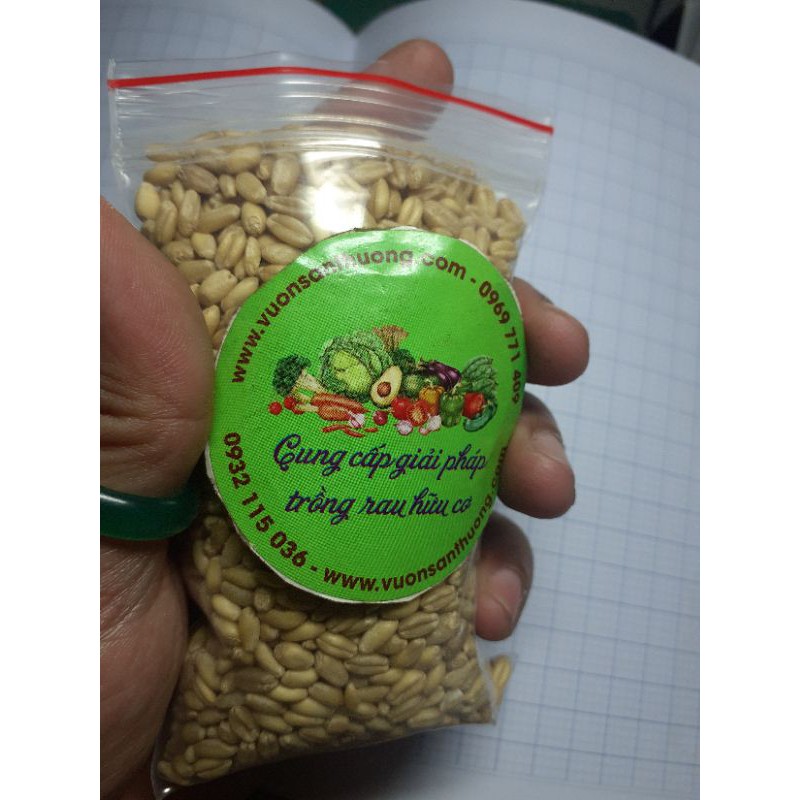 www.vuonsanthuong.com - 0969 771 409
Cung cấp giải pháp
trồng rau hữu cơ
0932 115 036 - www.vuonsanthuong.com